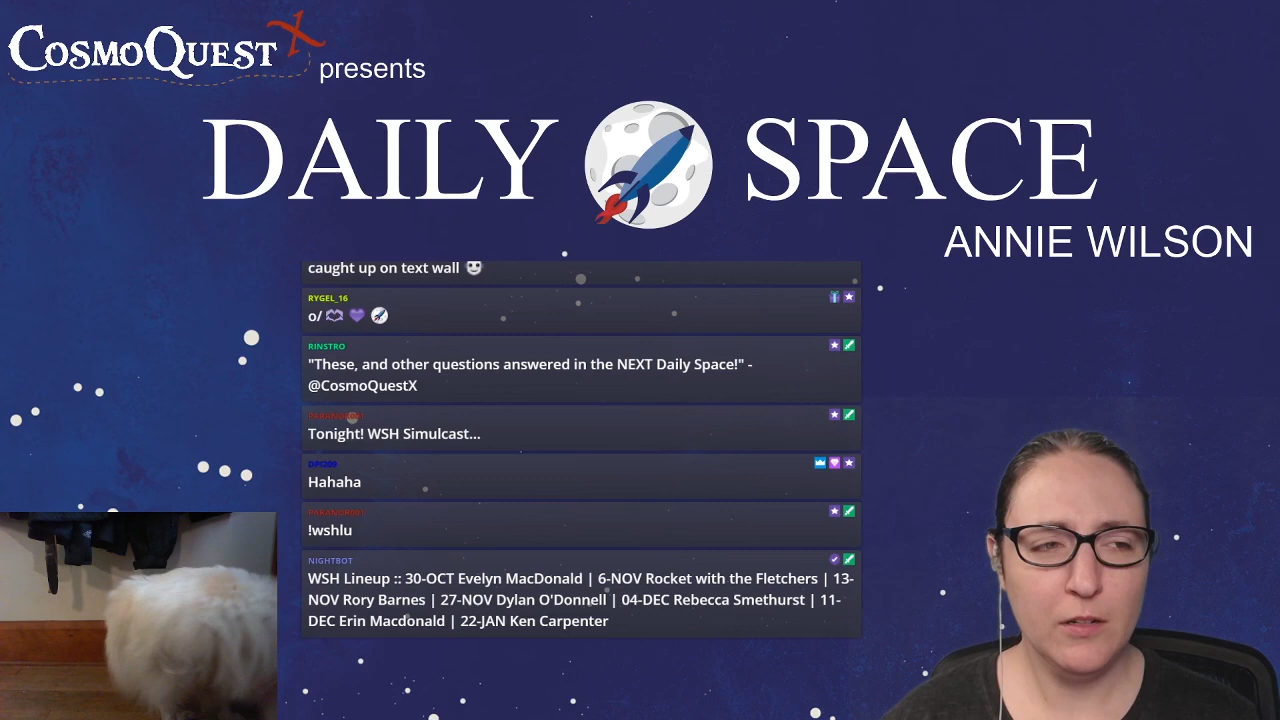 COSMOQUEST X
presents
DAILY SPACE
ANNIE WILSON
caught up on text wall
RYGEL_16
o/
RINSTRO
"These, and other questions answered in the NEXT Daily Space!" -
@CosmoQuestX
Tonight! WSH Simulcast...
DPI209
Hahaha
!wshlu
NIGHTBOT
WSH Lineup :: 30-OCT Evelyn MacDonald | 6-NOV Rocket with the Fletchers | 13-
NOV Rory Barnes | 27-NOV Dylan O'Donnell | 04-DEC Rebecca Smethurst | 11-
DEC Erin Macdonald | 22-JAN Ken Carpenter